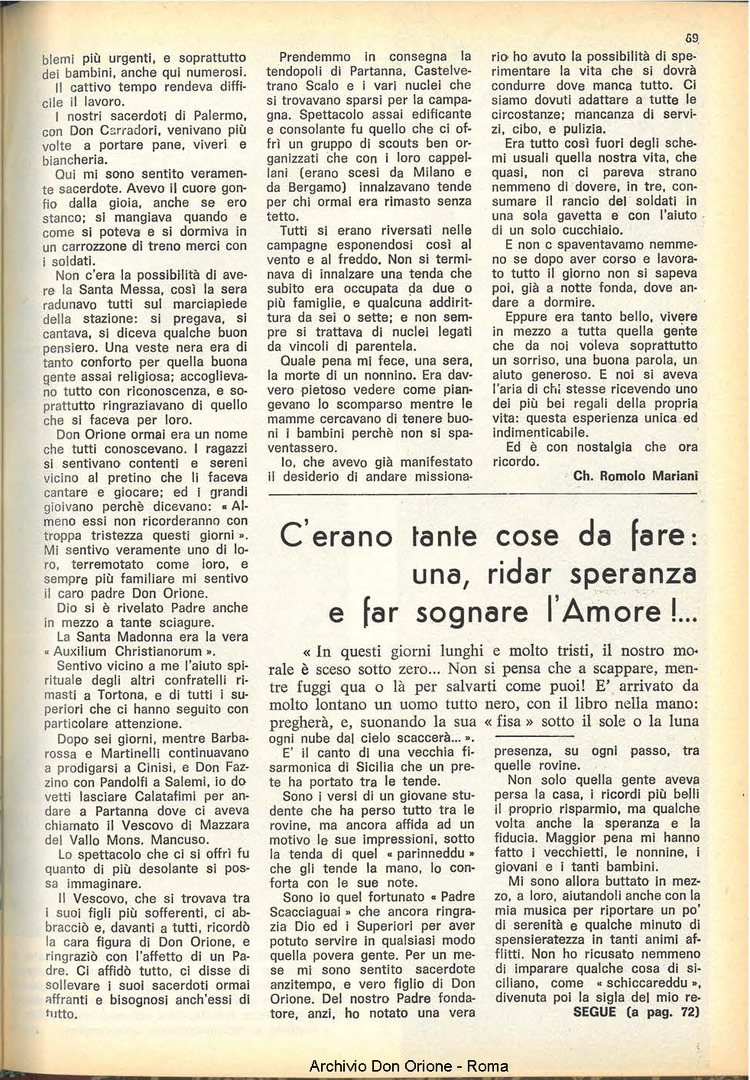 69
blemi più urgenti, e soprattutto
dei bambini, anche qui numerosi.
Il cattivo tempo rendeva diffi-
cile il lavoro.
I nostri sacerdoti di Palermo,
con Don Carradori, venivano più
volte a portare pane, viveri e
biancheria.
Qui mi sono sentito veramen-
te sacerdote. Avevo il cuore gon-
fio dalla gioia, anche se ero
stanco; si mangiava quando e
come si poteva e si dormiva in
un carrozzone di treno merci con
i soldati.
Non c'era la possibilità di ave-
re la Santa Messa, così la sera
radunavo tutti sul marciapiede
della stazione: si pregava, si
cantava, si diceva qualche buon
pensiero. Una veste nera era di
tanto conforto per quella buona
gente assai religiosa; accoglieva-
no tutto con riconoscenza, e so-
prattutto ringraziavano di quello
che si faceva per loro.
Don Orione ormai era un nome
che tutti conoscevano. I ragazzi
si sentivano contenti e sereni
vicino al pretino che li faceva
cantare e giocare; ed i grandi
gioivano perchè dicevano: « Al-
meno essi non ricorderanno con
troppa tristezza questi giorni ».
Mi sentivo veramente uno di lo-
ro, terremotato come loro, e
sempre più familiare mi sentivo
il caro padre Don Orione.
Dio si è rivelato Padre anche
in mezzo a tante sciagure.
La Santa Madonna era la vera
« Auxilium Christianorum ».
Sentivo vicino a me l'aiuto spi-
rituale degli altri confratelli ri-
masti a Tortona, e di tutti i su-
periori che ci hanno seguito con
particolare attenzione.
Dopo sei giorni, mentre Barba-
rossa e Martinelli continuavano
a prodigarsi a Cinisi, e Don Faz-
zino con Pandolfi a Salemi, io do-
vetti lasciare Calatafimi per an-
dare a Partanna dove ci aveva
chiamato il Vescovo di Mazzara
del Vallo Mons. Mancuso.
Lo spettacolo che ci si offrì fu
quanto di più desolante si pos-
sa immaginare.
Il Vescovo, che si trovava tra
i suoi figli più sofferenti, ci ab-
bracciò e, davanti a tutti, ricordò
la cara figura di Don Orione, e
ringraziò con l'affetto di un Pa-
dre. Ci affidò tutto, ci disse di
sollevare i suoi sacerdoti ormai
affranti e bisognosi anch'essi di
tutto.
Prendemmo in consegna la
tendopoli di Partanna, Castelve-
trano Scalo e i vari nuclei che
si trovavano sparsi per la campa-
gna. Spettacolo assai edificante
e consolante fu quello che ci of-
frì un gruppo di scouts ben or-
ganizzati che con i loro cappel-
lani (erano scesi da Milano e
da Bergamo) innalzavano tende
per chi ormai era rimasto senza
tetto.
Tutti si erano riversati nelle
campagne esponendosi così al
vento e al freddo. Non si termi-
nava di innalzare una tenda che
subito era occupata da due o
più famiglie, e qualcuna addirit-
tura da sei o sette; e non sem-
pre si trattava di nuclei legati
da vincoli di parentela.
Quale pena mi fece, una sera,
la morte di un nonnino. Era dav-
vero pietoso vedere come pian-
gevano lo scomparso mentre le
mamme cercavano di tenere buo-
ni i bambini perchè non si spa-
ventassero.
Io, che avevo già manifestato
il desiderio di andare missiona-
rio ho avuto la possibilità di spe-
rimentare la vita che si dovrà
condurre dove manca tutto. Ci
siamo dovuti adattare a tutte le
circostanze; mancanza di servi-
zi, cibo, e pulizia.
Era tutto così fuori degli sche-
mi usuali quella nostra vita, che
quasi, non ci pareva strano
nemmeno di dovere, in tre, con-
sumare il rancio dei soldati in
una sola gavetta e con l'aiuto
di un solo cucchiaio.
E non c spaventavamo nemme-
no se dopo aver corso e lavora-
to tutto il giorno non si sapeva
poi, già a notte fonda, dove an-
dare a dormire.
Eppure era tanto bello, vivere
in mezzo a tutta quella gente
che da noi voleva soprattutto
un sorriso, una buona parola, un
aiuto generoso. E noi si aveva
l'aria di chi stesse ricevendo uno
dei più bei regali della propria
vita: questa esperienza unica ed
indimenticabile.
Ed è con nostalgia che ora
ricordo.
Ch. Romolo Mariani
C'erano tante cose da fare:
una, ridar speranza
e far sognare l'Amore !...
« In questi giorni lunghi e molto tristi, il nostro mo-
rale è sceso sotto zero... Non si pensa che a scappare, men-
tre fuggi qua o là per salvarti come puoi! E' arrivato da
molto lontano un uomo tutto nero, con il libro nella mano:
pregherà, e, suonando la sua « fisa » sotto il sole o la luna
ogni nube dal cielo scaccerà... ».
E' il canto di una vecchia fi-
sarmonica di Sicilia che un pre-
te ha portato tra le tende.
Sono i versi di un giovane stu-
dente che ha perso tutto tra le
rovine, ma ancora affida ad un
motivo le sue impressioni, sotto
la tenda di quel « parinneddu »
che gli tende la mano, lo con-
forta con le sue note.
Sono io quel fortunato « Padre
Scacciaguai » che ancora ringra-
zia Dio ed i Superiori per aver
potuto servire in qualsiasi modo
quella povera gente. Per un me-
se mi sono sentito sacerdote
anzitempo, e vero figlio di Don
Orione. Del nostro Padre fonda-
tore, anzi, ho notato una vera
presenza, su ogni passo, tra
quelle rovine.
Non solo quella gente aveva
persa la casa, i ricordi più belli
il proprio risparmio, ma qualche
volta anche la speranza e la
fiducia. Maggior pena mi hanno
fatto i vecchietti, le nonnine, i
giovani e i tanti bambini.
Mi sono allora buttato in mez-
zo, a loro, aiutandoli anche con la
mia musica per riportare un po'
di serenità e qualche minuto di
spensieratezza in tanti animi af-
flitti. Non ho ricusato nemmeno
di imparare qualche cosa di si-
ciliano, come « schiccareddu »,
divenuta poi la sigla del mio re-
SEGUE (a pag. 72)
Archivio Don Orione - Roma